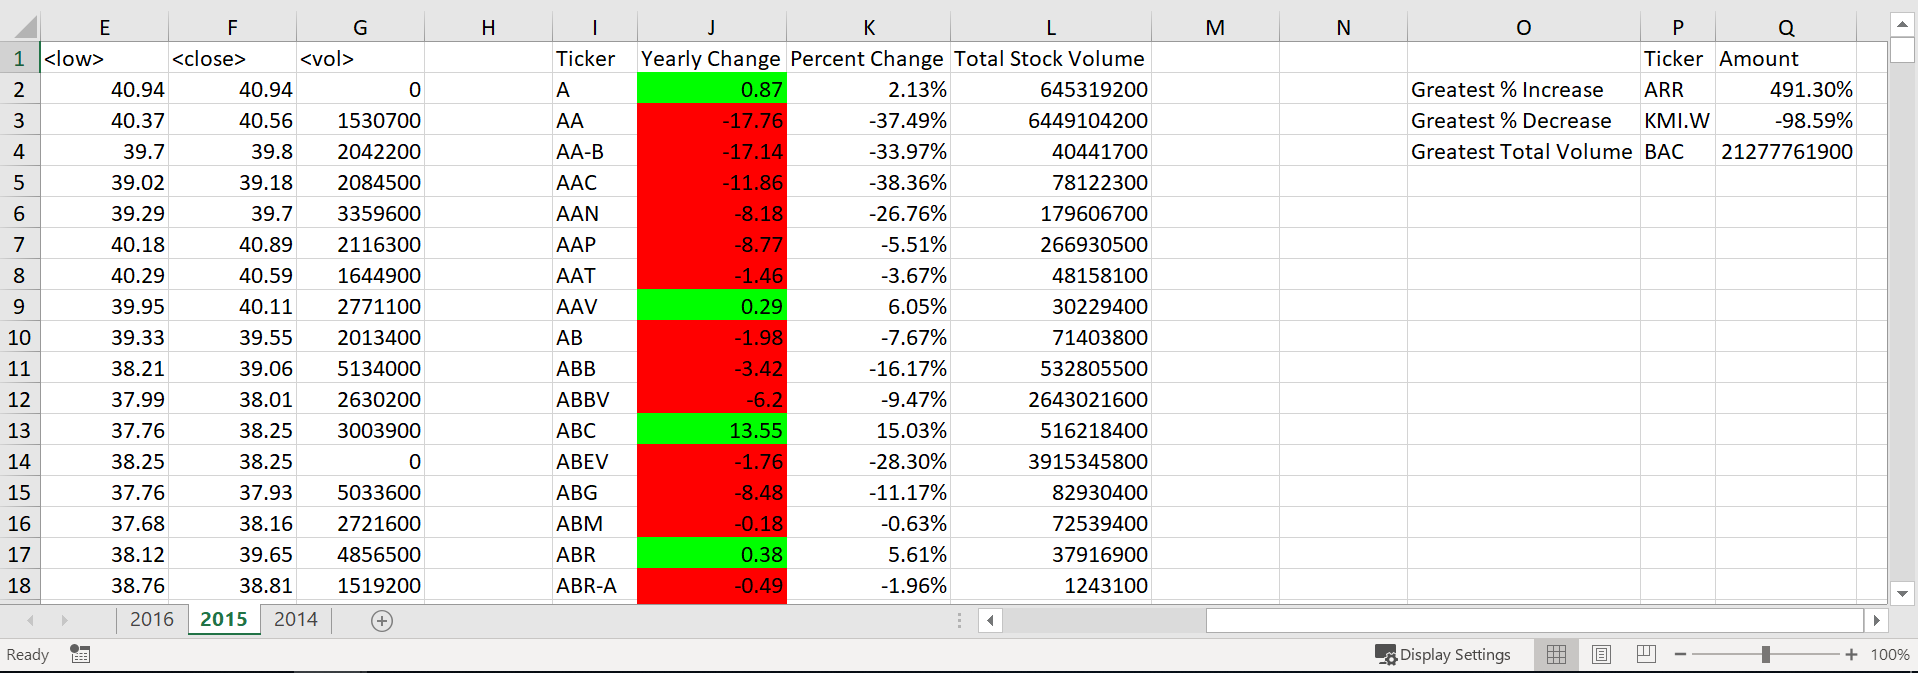 E F G H I J K L M N O P Q
1 <low> <close> <vol> Ticker Yearly Change Percent Change Total Stock Volume Ticker Amount
2 40.94 40.94 0 A 0.87 2.13% 645319200 Greatest % Increase ARR 491.30%
3 40.37 40.56 1530700 AA -17.76 -37.49% 6449104200 Greatest % Decrease KMI.W -98.59%
4 39.7 39.8 2042200 AA-B -17.14 -33.97% 40441700 Greatest Total Volume BAC 21277761900
5 39.02 39.18 2084500 AAC -11.86 -38.36% 78122300
6 39.29 39.7 3359600 AAN -8.18 -26.76% 179606700
7 40.18 40.89 2116300 AAP -8.77 -5.51% 266930500
8 40.29 40.59 1644900 AAT -1.46 -3.67% 48158100
9 39.95 40.11 2771100 AAV 0.29 6.05% 30229400
10 39.33 39.55 2013400 AB -1.98 -7.67% 71403800
11 38.21 39.06 5134000 ABB -3.42 -16.17% 532805500
12 37.99 38.01 2630200 ABBV -6.2 -9.47% 2643021600
13 37.76 38.25 3003900 ABC 13.55 15.03% 516218400
14 38.25 38.25 0 ABEV -1.76 -28.30% 3915345800
15 37.76 37.93 5033600 ABG -8.48 -11.17% 82930400
16 37.68 38.16 2721600 ABM -0.18 -0.63% 72539400
17 38.12 39.65 4856500 ABR 0.38 5.61% 37916900
18 38.76 38.81 1519200 ABR-A -0.49 -1.96% 1243100
2016 2015 2014
Ready Display Settings 100%